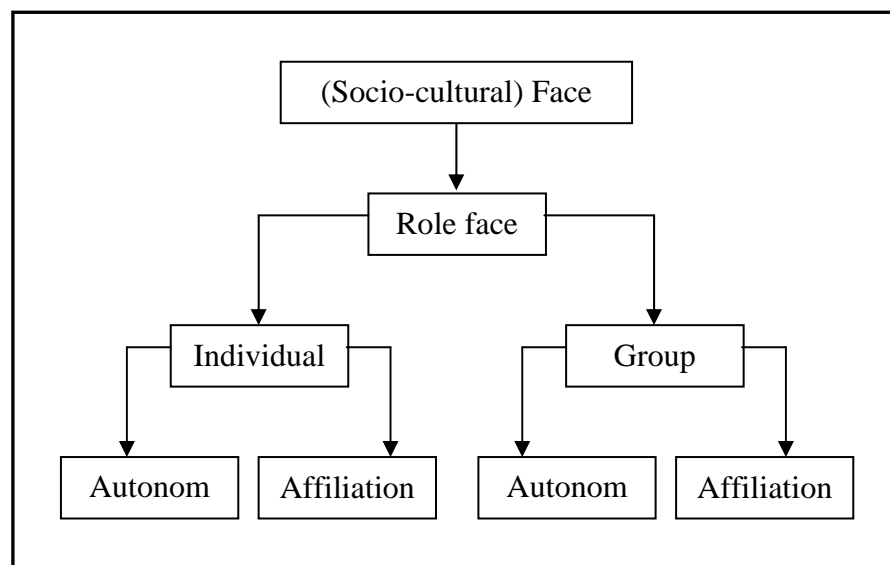 (Socio-cultural) Face
Role face
Individual
Group
Autonom
Affiliation
Autonom
Affiliation